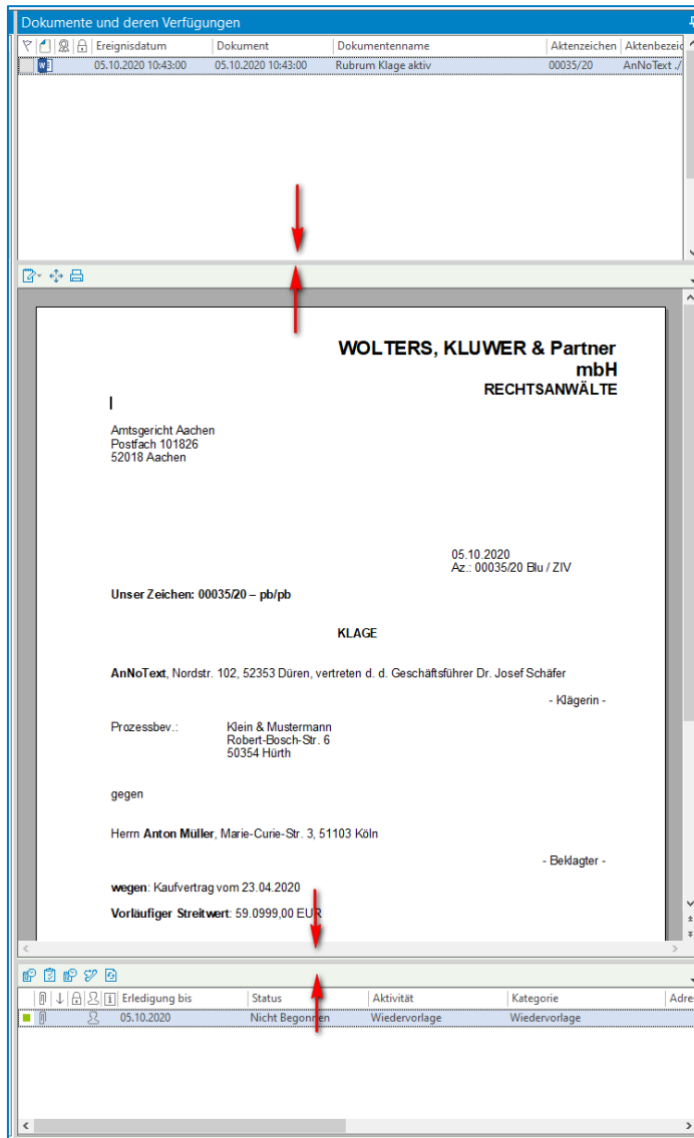 Dokumente und deren Verfügungen
Ereignisdatum Dokument Dokumentenname Aktenzeichen Aktenbezeic
05.10.2020 10:43:00 05.10.2020 10:43:00 Rubrum Klage aktiv 00035/20 AnNoText ./
WOLTERS, KLUWER & Partner
mbH
RECHTSANWÄLTE
Amtsgericht Aachen
Postfach 101826
52018 Aachen
05.10.2020
Az.: 00035/20 Blu / ZIV
Unser Zeichen: 00035/20 – pb/pb
KLAGE
AnNoText, Nordstr. 102, 52353 Düren, vertreten d. d. Geschäftsführer Dr. Josef Schäfer
- Klägerin -
Prozessbev.: Klein & Mustermann
Robert-Bosch-Str. 6
50354 Hürth
gegen
Herrn Anton Müller, Marie-Curie-Str. 3, 51103 Köln
- Beklagter -
wegen: Kaufvertrag vom 23.04.2020
Vorläufiger Streitwert: 59.0999,00 EUR
Erledigung bis Status Aktivität Kategorie Adre
05.10.2020 Nicht Begonnen Wiedervorlage Wiedervorlage